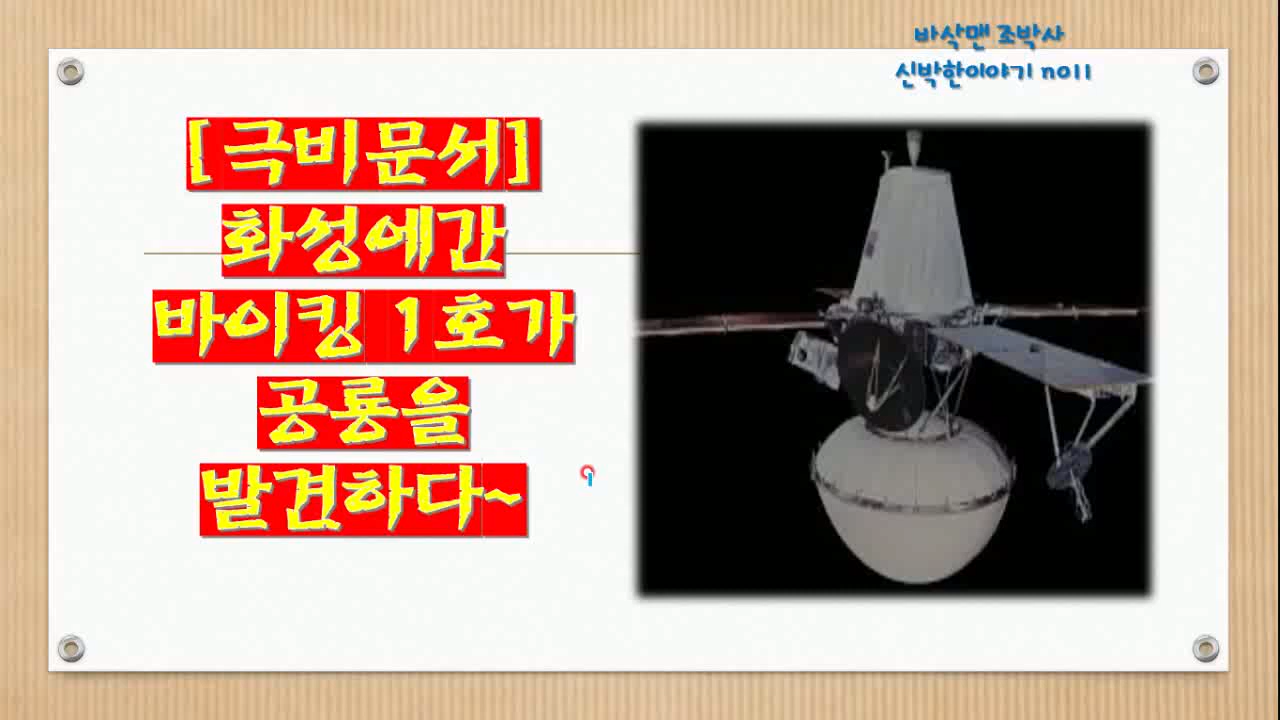 바삭맨 조박사
신박한이야기 no11
[극비문서]
화성에간
바이킹 1호가
공룡을
발견하다~